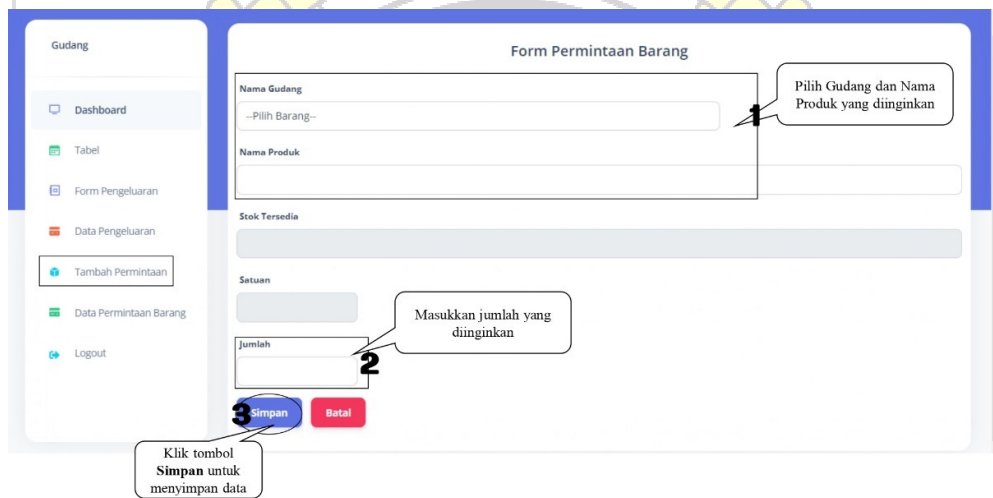 Gudang
Dashboard
Tabel
Form Pengeluaran
Data Pengeluaran
Tambah Permintaan
Data Permintaan Barang
Logout
Form Permintaan Barang
Nama Gudang
--Pilih Barang--
1
Pilih Gudang dan Nama
Produk yang diinginkan
Nama Produk
Stok Tersedia
Satuan
Masukkan jumlah yang
diinginkan
Jumlah
2
3
Simpan
Batal
Klik tombol
Simpan untuk
menyimpan data